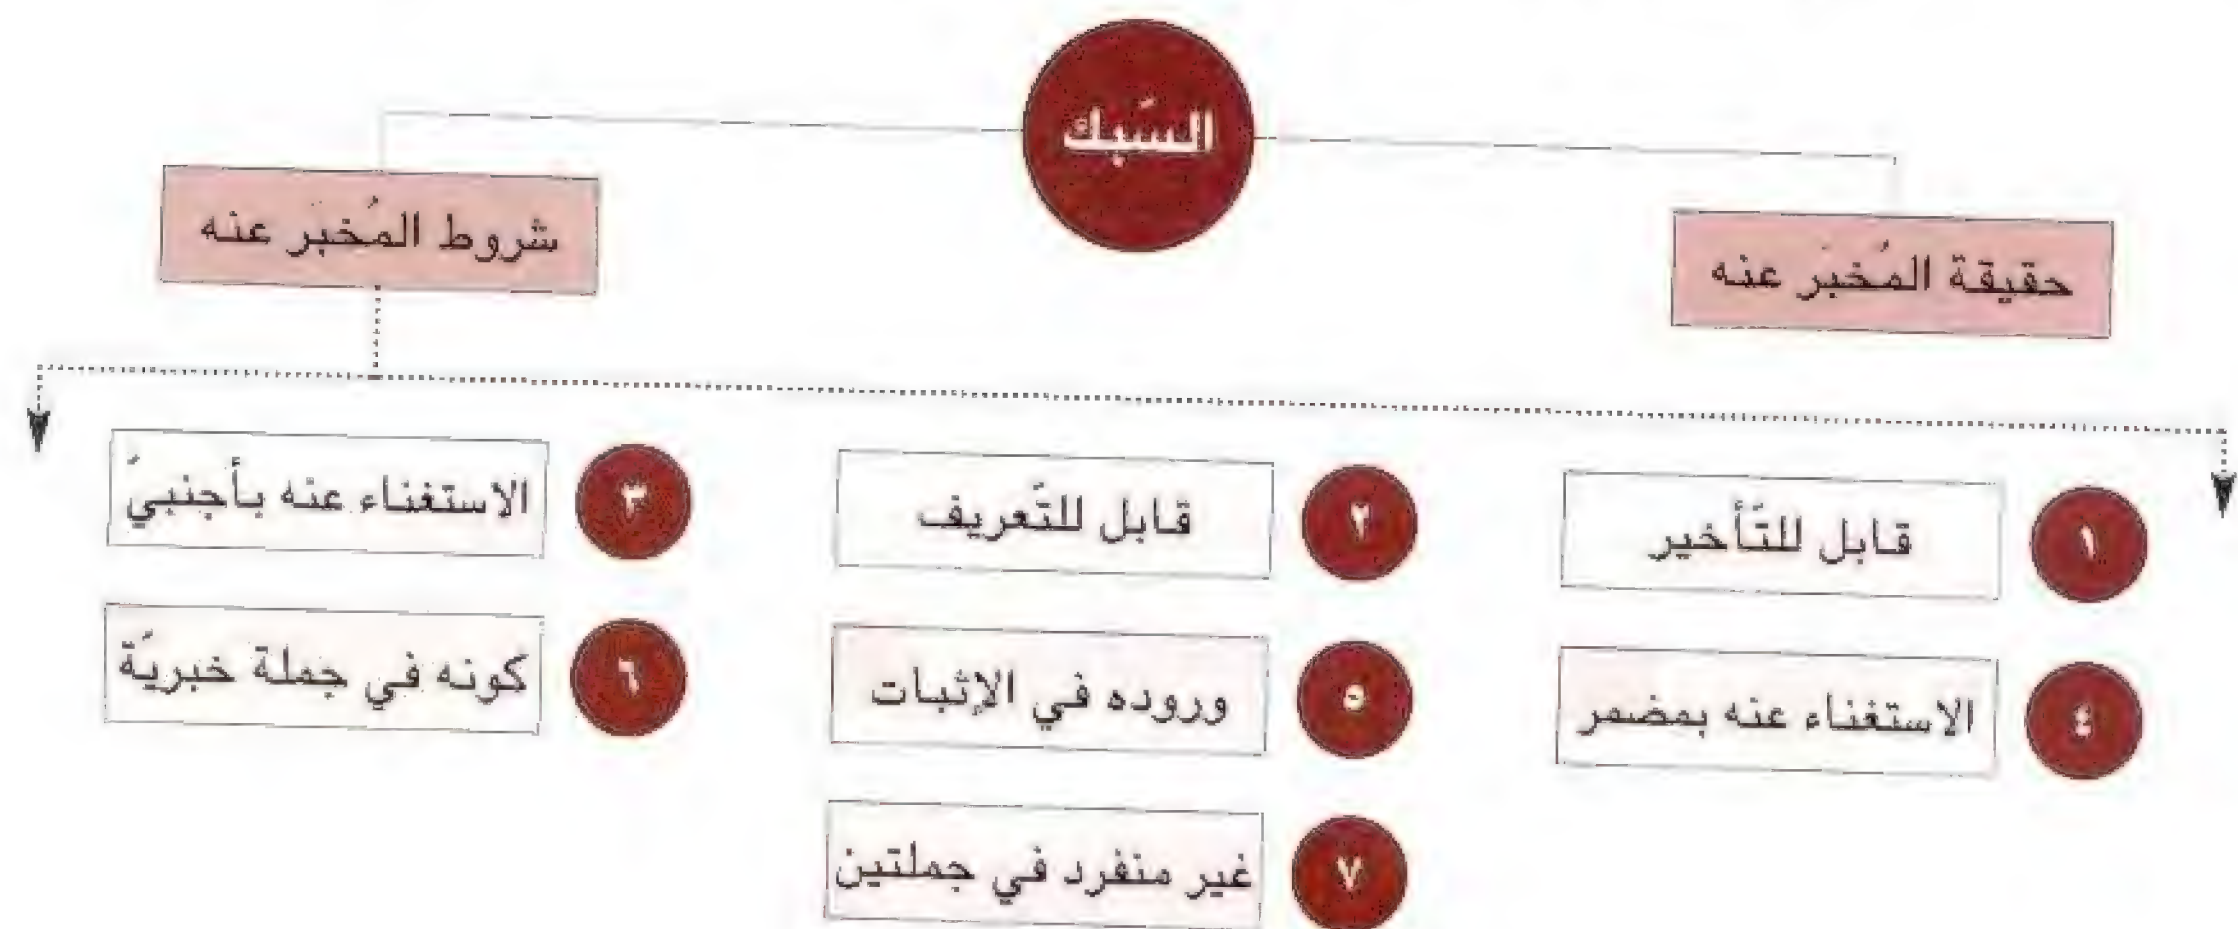 السَبك
حقيقة المُخبَر عنه
شروط المُخبَر عنه
١ قابل للتّأخير
٢ قابل للتّعريف
٣ الاستغناء عنه بأجنبيّ
٤ الاستغناء عنه بمضمر
٥ وروده في الإثبات
٦ كونه في جملة خبريّة
٧ غير منفرد في جملتين